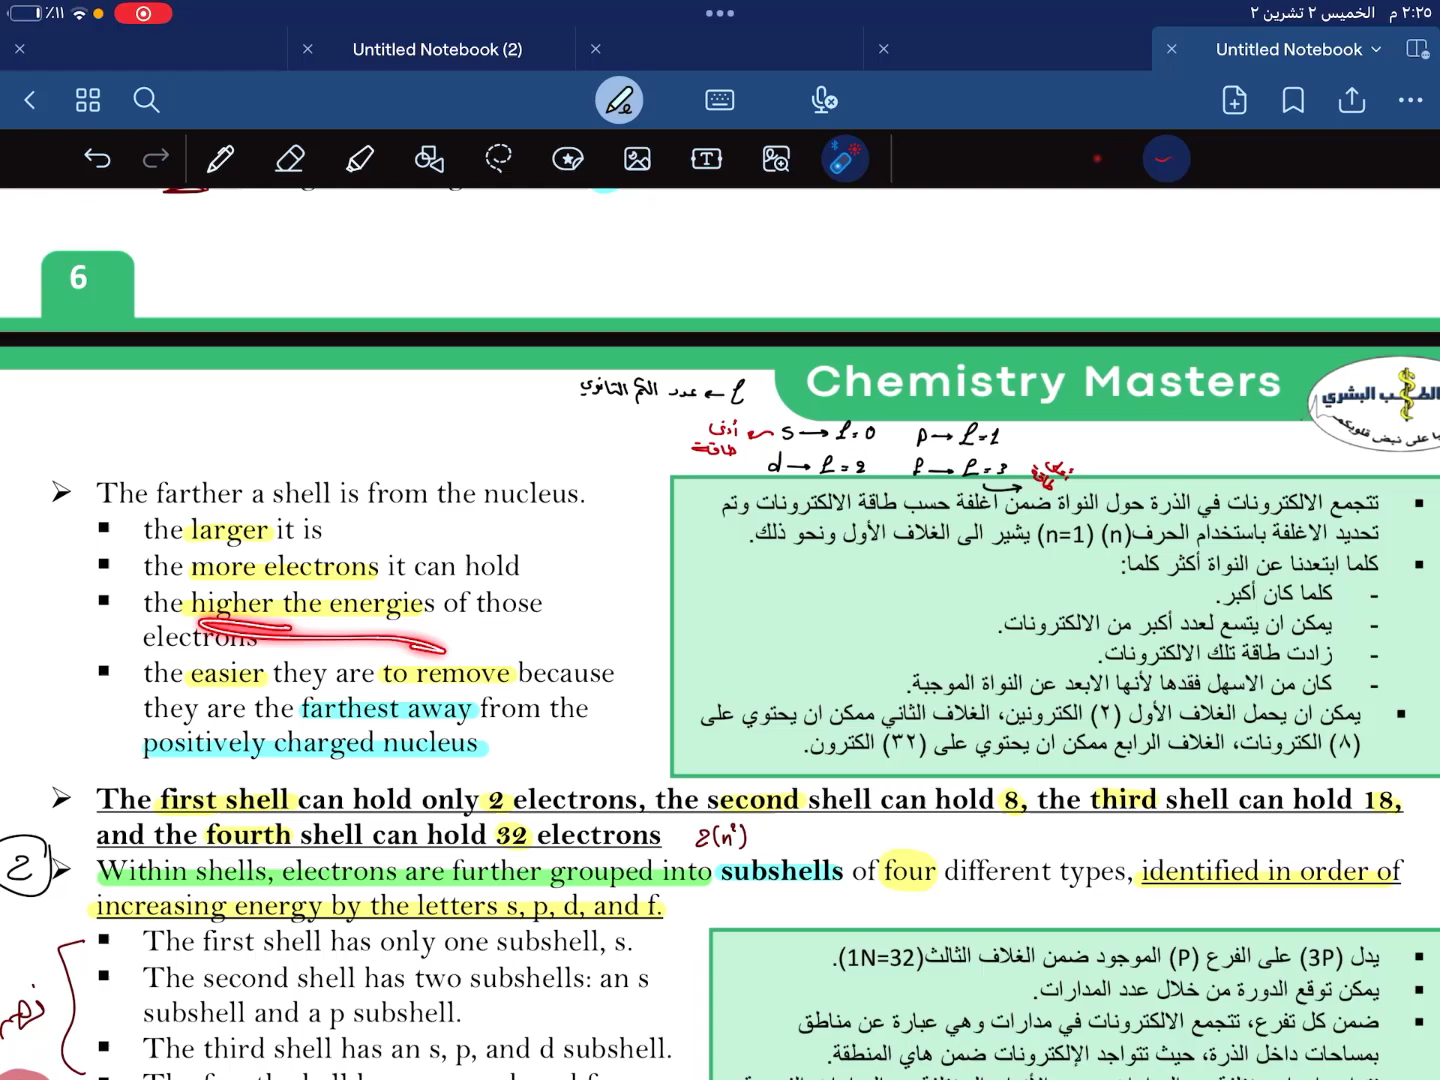 ٪١١
٢:٢٥ م الخميس ٢ تشرين ٢
Untitled Notebook (2)
Untitled Notebook
6
Chemistry Masters
الطب البشري
ℓ ← عدد الكم الثانوي
أدنى طاقة
s → ℓ=0 p → ℓ=1
d → ℓ=2 f → ℓ=3
أعلى طاقة
The farther a shell is from the nucleus.
the larger it is
the more electrons it can hold
the higher the energies of those
electrons
the easier they are to remove because
they are the farthest away from the
positively charged nucleus
تتجمع الالكترونات في الذرة حول النواة ضمن اغلفة حسب طاقة الالكترونات وتم
تحديد الاغلفة باستخدام الحرف(n) (n=1) يشير الى الغلاف الأول ونحو ذلك.
كلما ابتعدنا عن النواة أكثر كلما:
- كلما كان أكبر.
- يمكن ان يتسع لعدد أكبر من الالكترونات.
- زادت طاقة تلك الالكترونات.
- كان من الاسهل فقدها لأنها الابعد عن النواة الموجبة.
يمكن ان يحمل الغلاف الأول (٢) الكترونين، الغلاف الثاني ممكن ان يحتوي على
(٨) الكترونات، الغلاف الرابع ممكن ان يحتوي على (٣٢) الكترون.
The first shell can hold only 2 electrons, the second shell can hold 8, the third shell can hold 18,
and the fourth shell can hold 32 electrons 2(n²)
2
Within shells, electrons are further grouped into subshells of four different types, identified in order of
increasing energy by the letters s, p, d, and f.
The first shell has only one subshell, s.
The second shell has two subshells: an s
subshell and a p subshell.
The third shell has an s, p, and d subshell.
يدل (3P) على الفرع (P) الموجود ضمن الغلاف الثالث(1N=32).
يمكن توقع الدورة من خلال عدد المدارات.
ضمن كل تفرع، تتجمع الالكترونات في مدارات وهي عبارة عن مناطق
بمساحات داخل الذرة، حيث تتواجد الإلكترونات ضمن هاي المنطقة.